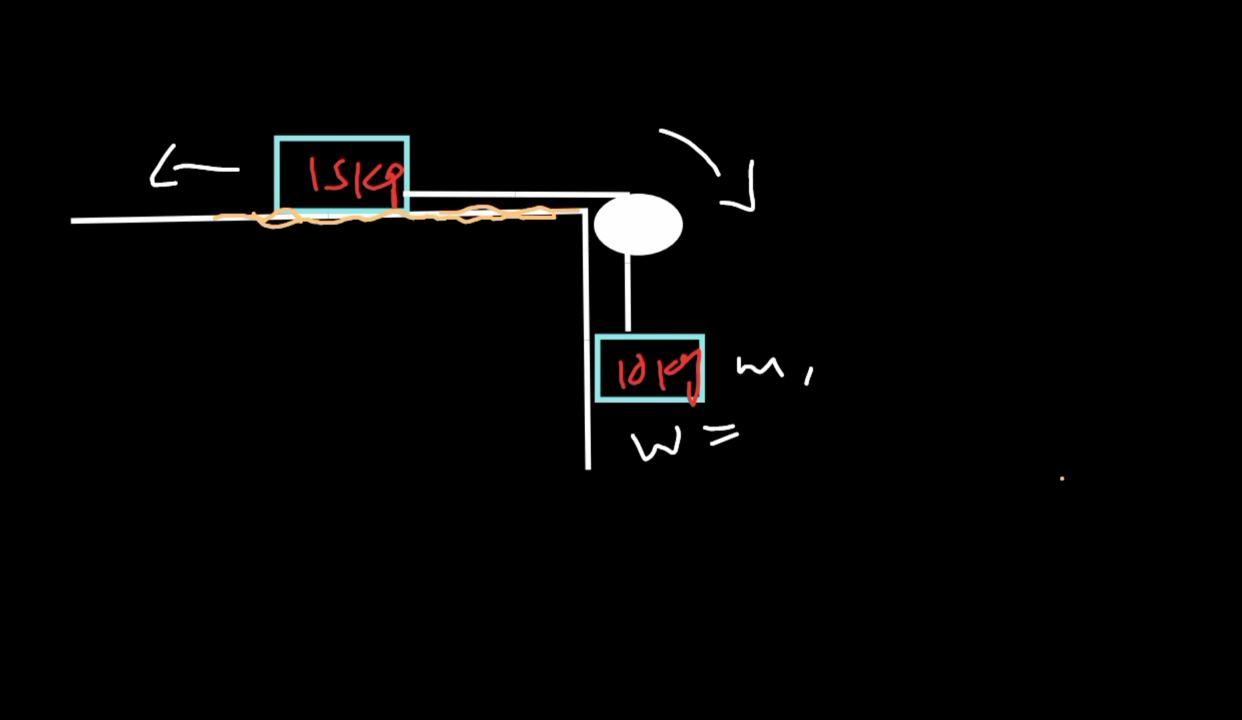 15kg
10kg m,
W =